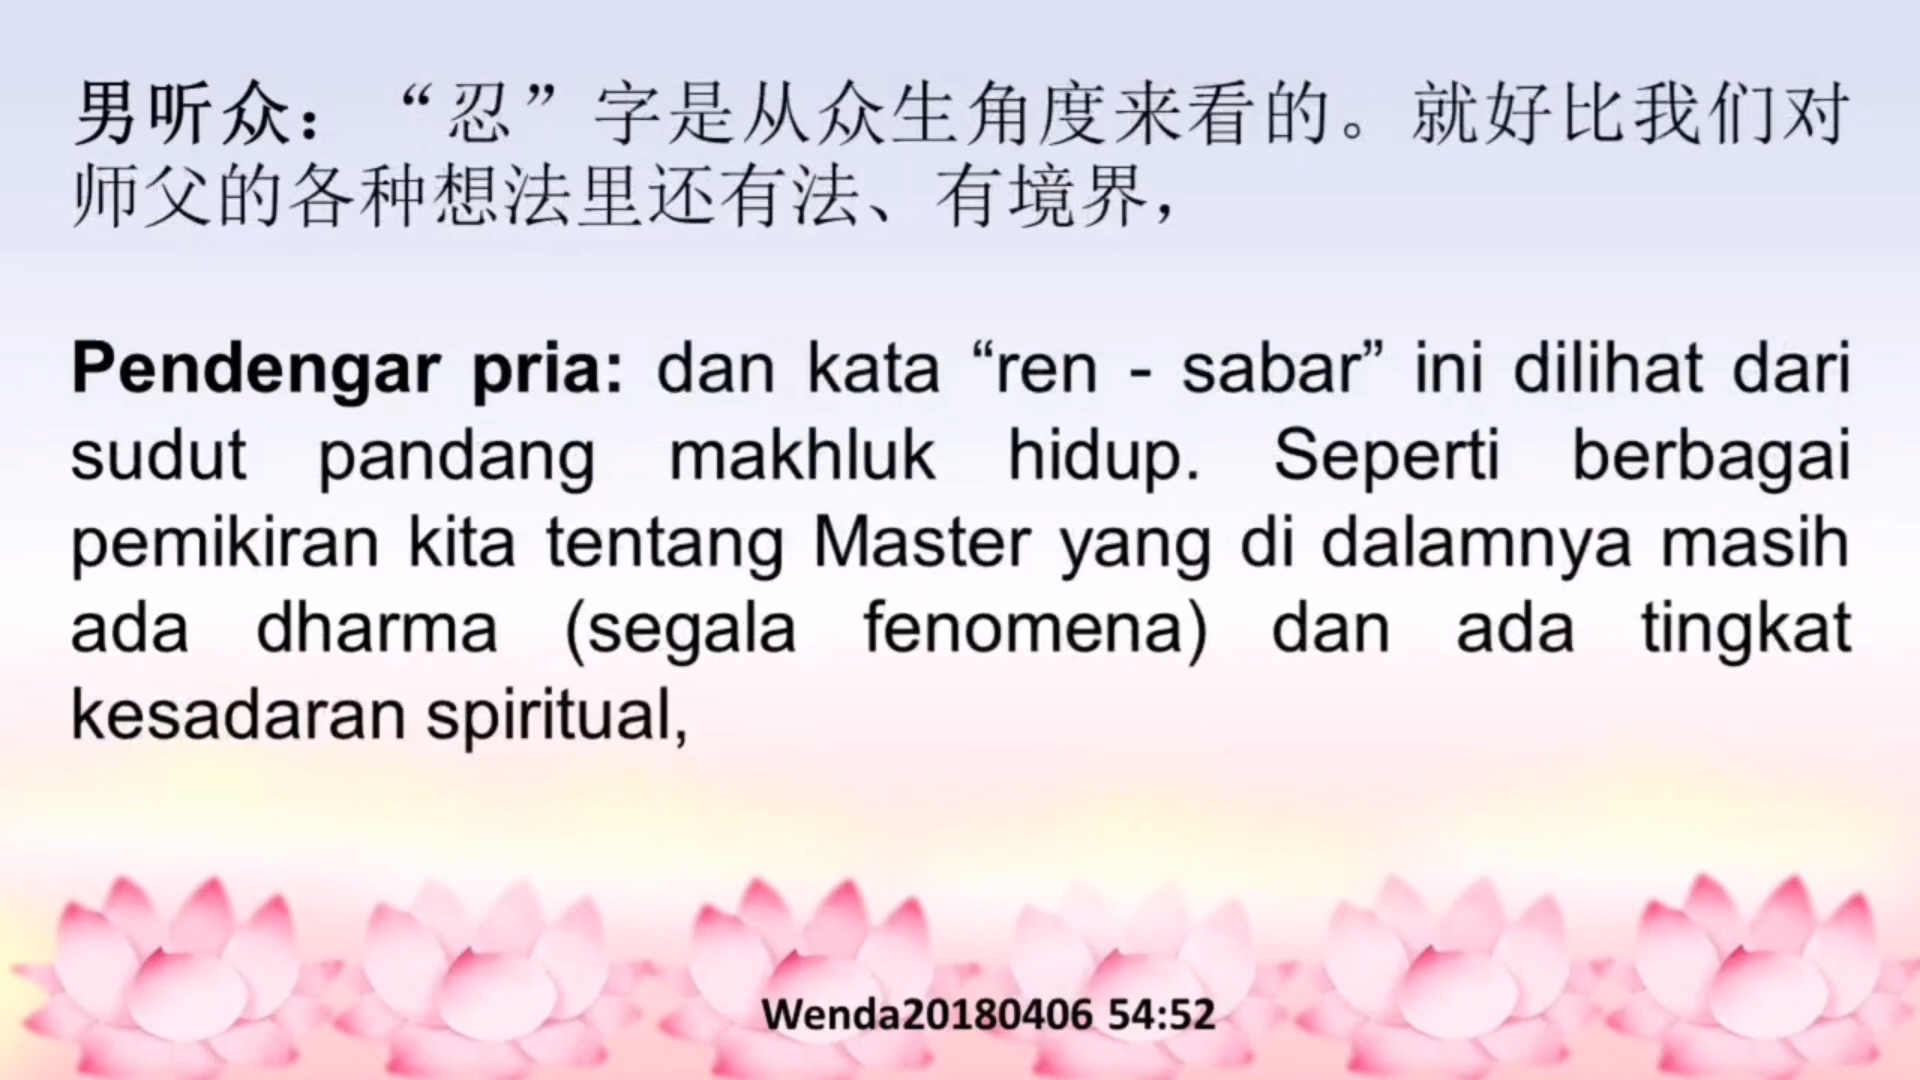 男听众：“忍”字是从众生角度来看的。就好比我们对
师父的各种想法里还有法、有境界，
Pendengar pria: dan kata “ren - sabar” ini dilihat dari
sudut pandang makhluk hidup. Seperti berbagai
pemikiran kita tentang Master yang di dalamnya masih
ada dharma (segala fenomena) dan ada tingkat
kesadaran spiritual,
Wenda20180406 54:52